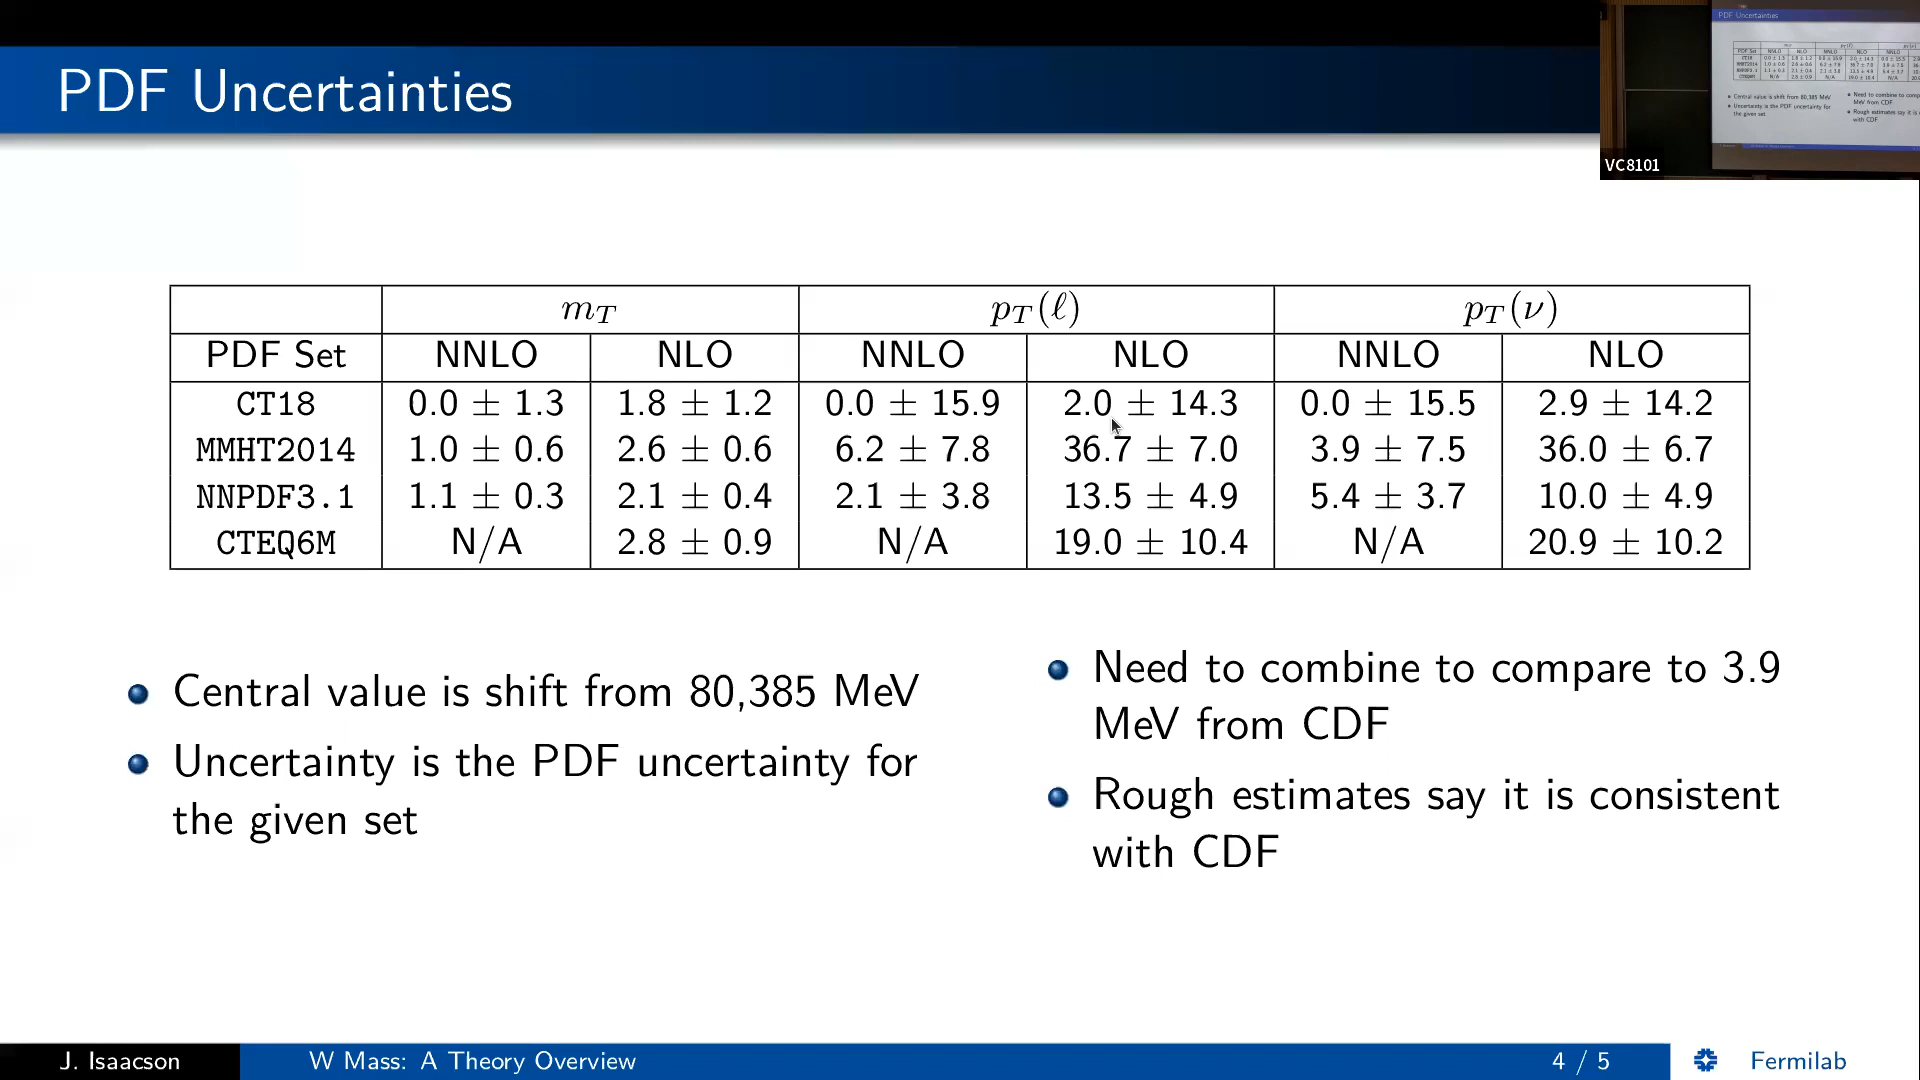 PDF Uncertainties
VC8101
m_T p_T(ℓ) p_T(ν)
PDF Set NNLO NLO NNLO NLO NNLO NLO
CT18 0.0 ± 1.3 1.8 ± 1.2 0.0 ± 15.9 2.0 ± 14.3 0.0 ± 15.5 2.9 ± 14.2
MMHT2014 1.0 ± 0.6 2.6 ± 0.6 6.2 ± 7.8 36.7 ± 7.0 3.9 ± 7.5 36.0 ± 6.7
NNPDF3.1 1.1 ± 0.3 2.1 ± 0.4 2.1 ± 3.8 13.5 ± 4.9 5.4 ± 3.7 10.0 ± 4.9
CTEQ6M N/A 2.8 ± 0.9 N/A 19.0 ± 10.4 N/A 20.9 ± 10.2
Central value is shift from 80,385 MeV
Uncertainty is the PDF uncertainty for
the given set
Need to combine to compare to 3.9
MeV from CDF
Rough estimates say it is consistent
with CDF
J. Isaacson W Mass: A Theory Overview 4 / 5 Fermilab